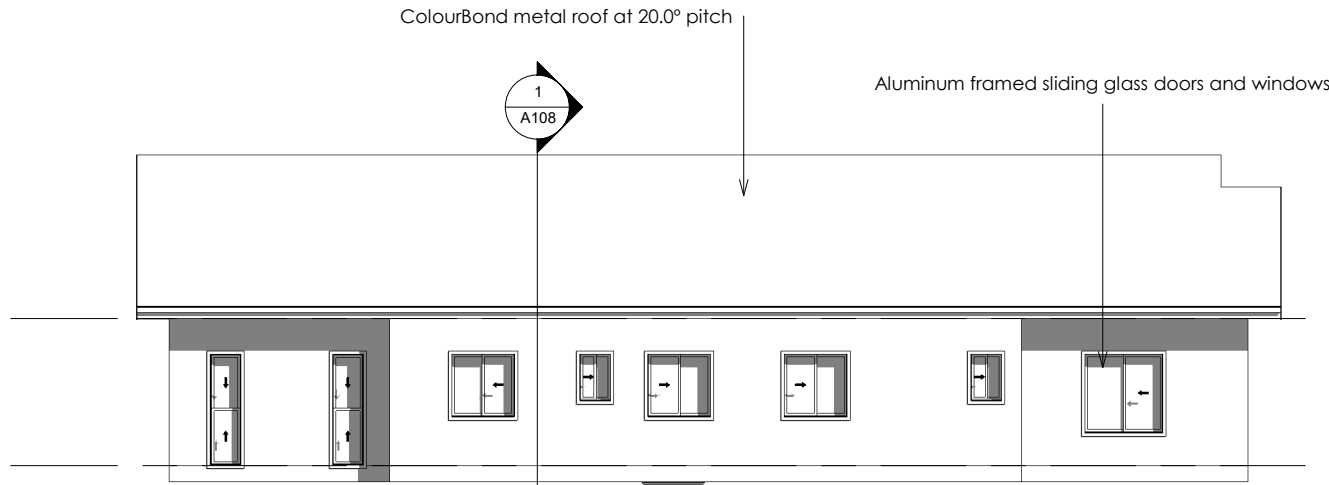 ColourBond metal roof at 20.0º pitch
Aluminum framed sliding glass doors and windows
1
A108